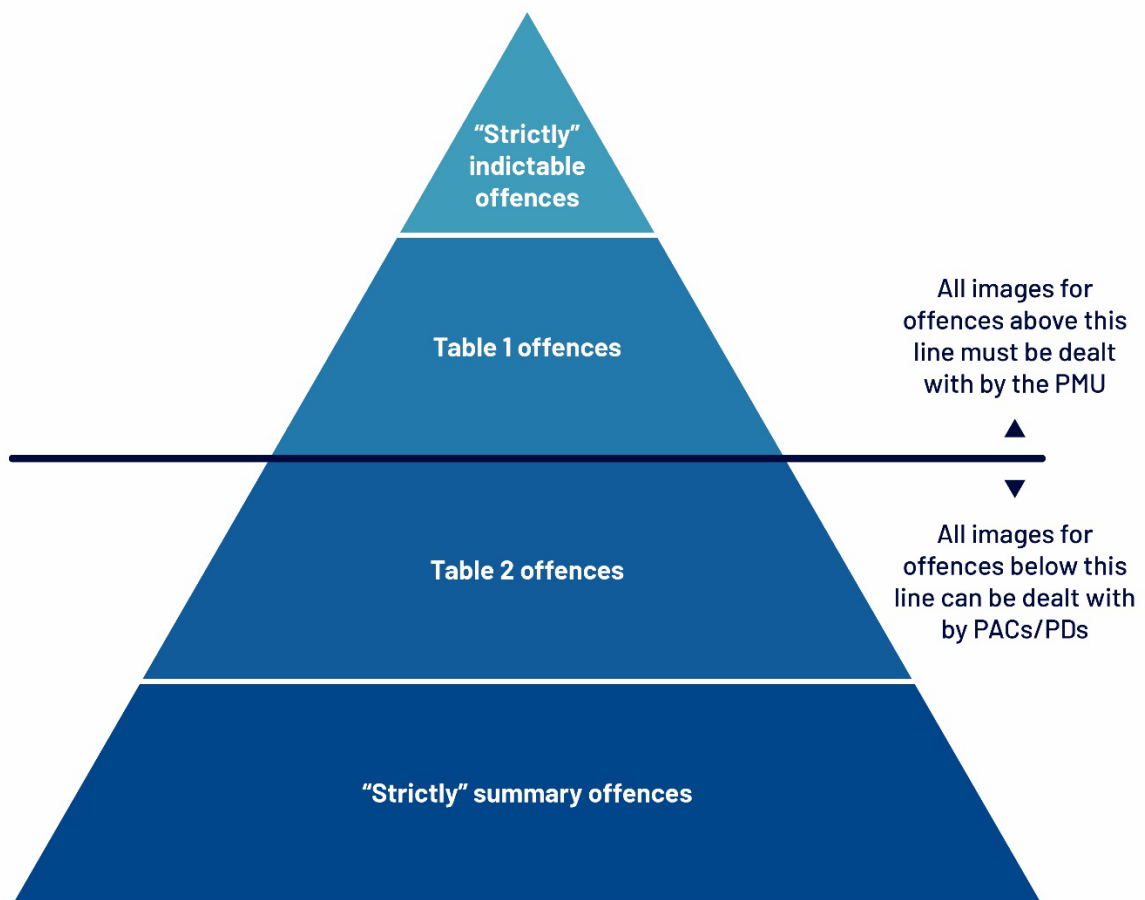 “Strictly”
indictable
offences
Table 1 offences
All images for
offences above this
line must be dealt
with by the PMU
▲
▼
All images for
offences below this
line can be dealt with
by PACs/PDs
Table 2 offences
“Strictly” summary offences